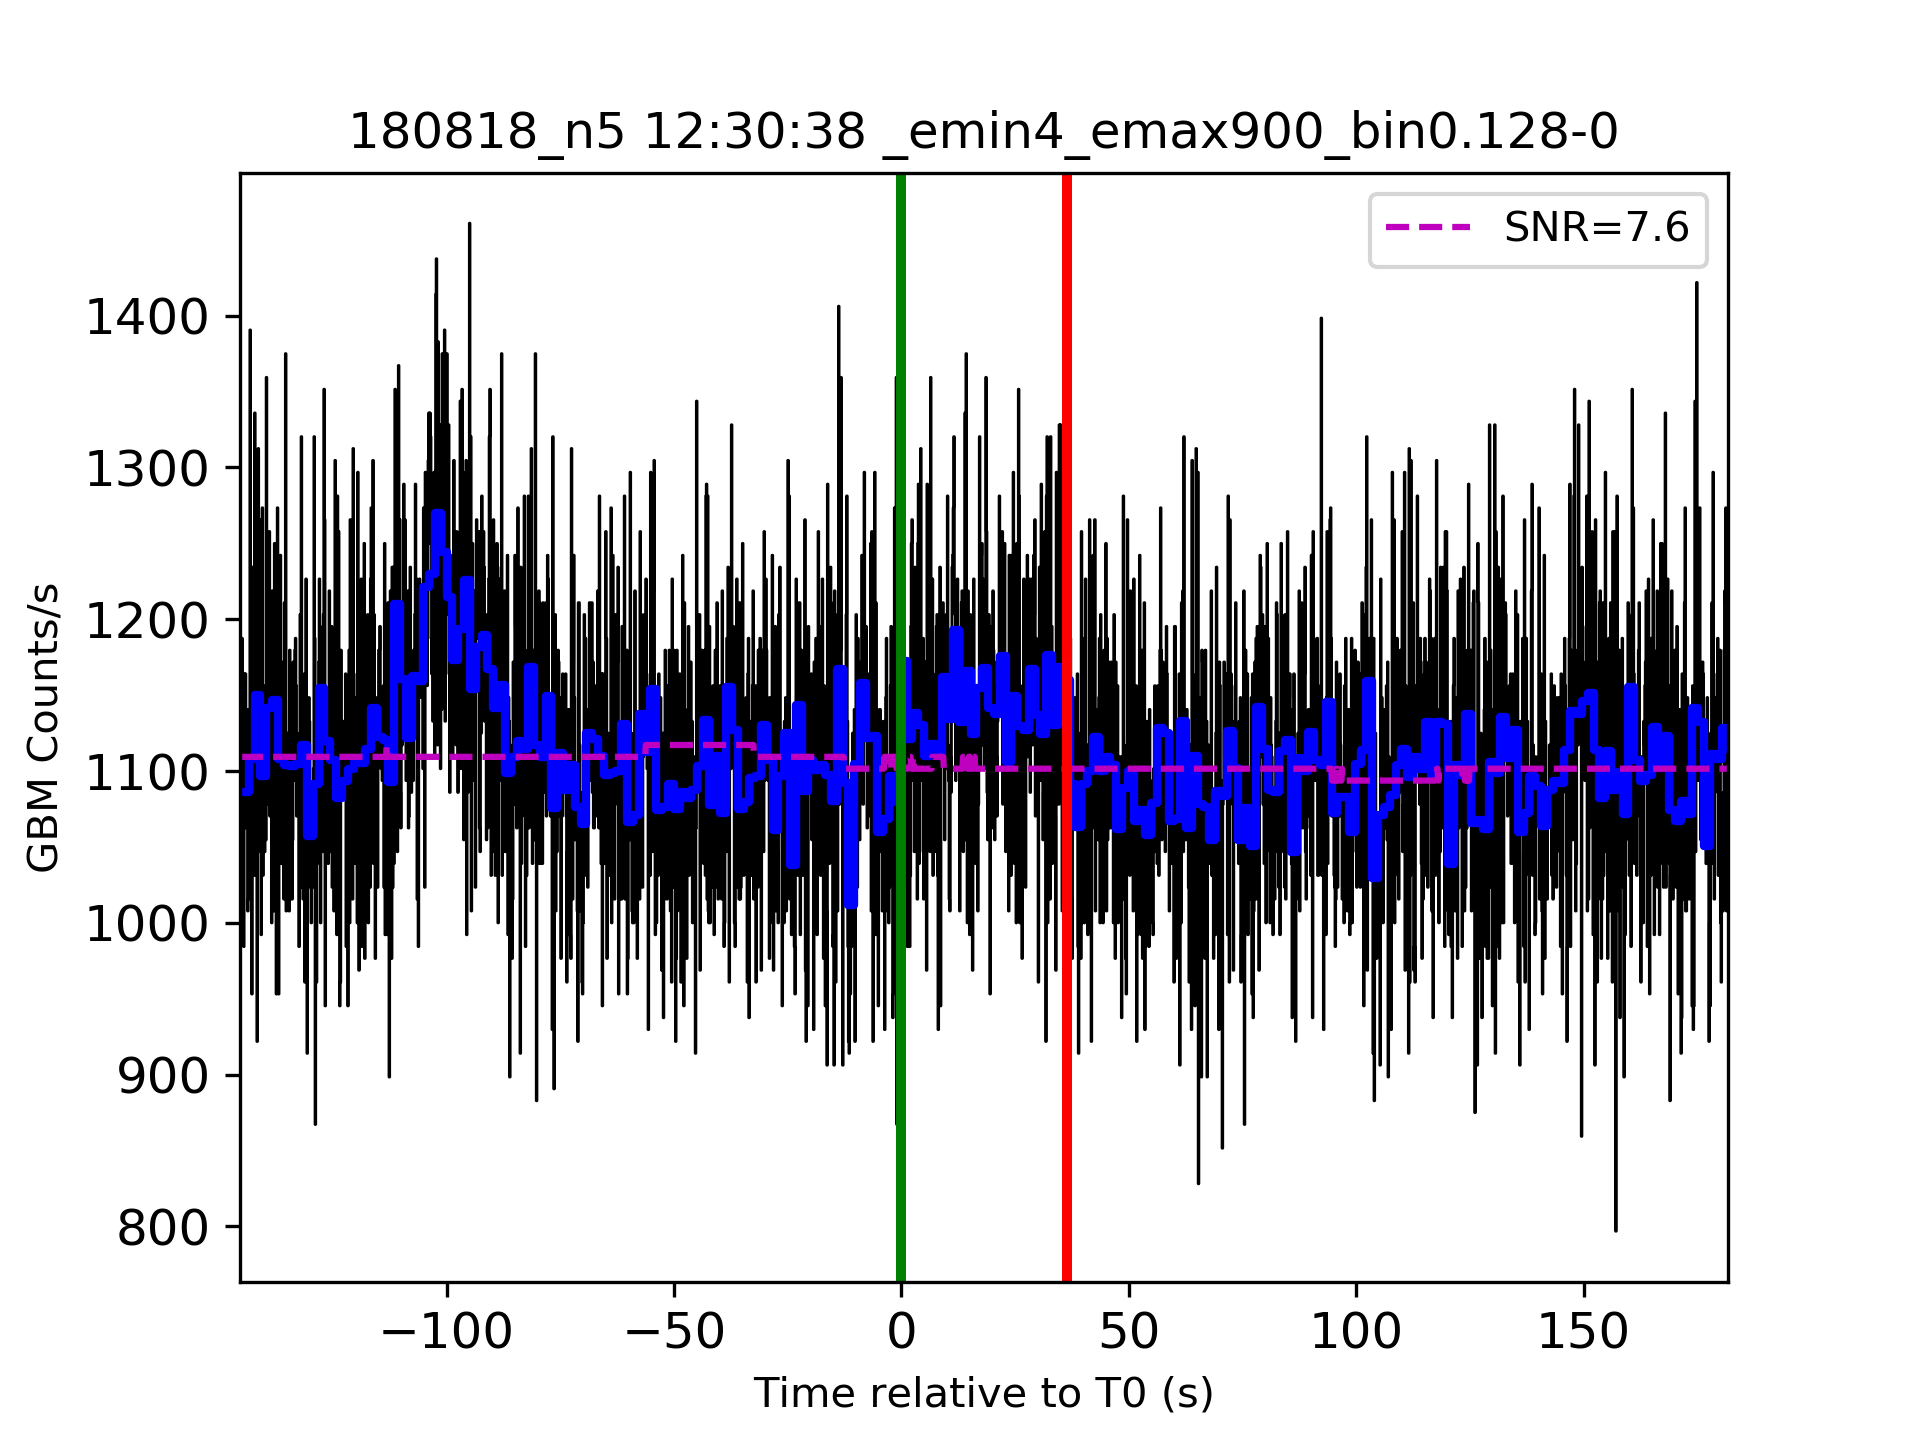 180818_n5 12:30:38 _emin4_emax900_bin0.128-0
SNR=7.6
GBM Counts/s
1400
1300
1200
1100
1000
900
800
−100 −50 0 50 100 150
Time relative to T0 (s)